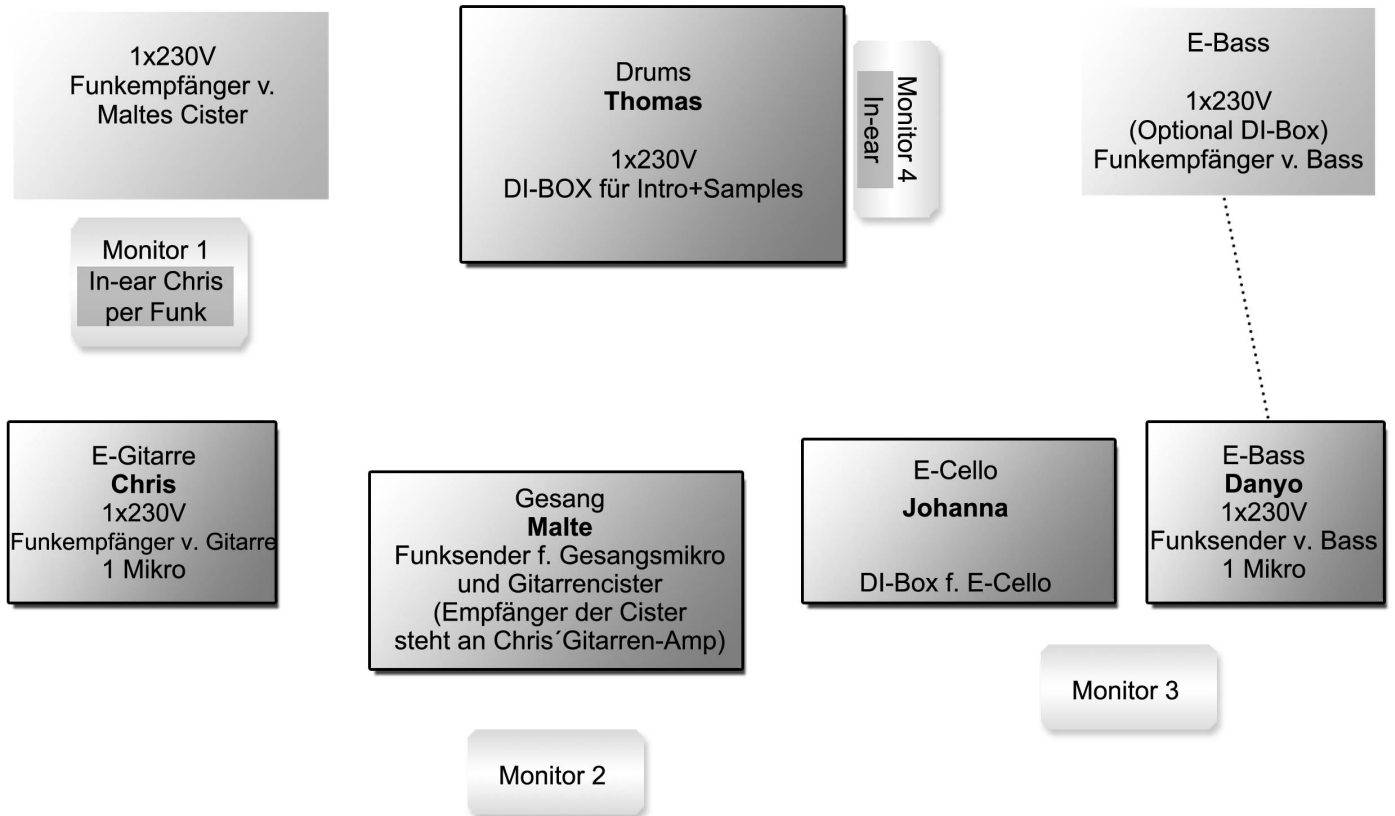 1x230V
Funkempfänger v.
Maltes Cister
Drums
Thomas
1x230V
DI-BOX für Intro+Samples
Monitor 4
In-ear
E-Bass
1x230V
(Optional DI-Box)
Funkempfänger v. Bass
Monitor 1
In-ear Chris
per Funk
E-Gitarre
Chris
1x230V
Funkempfänger v. Gitarre
1 Mikro
Gesang
Malte
Funksender f. Gesangsmikro
und Gitarrencister
(Empfänger der Cister
steht an Chris´Gitarren-Amp)
E-Cello
Johanna
DI-Box f. E-Cello
E-Bass
Danyo
1x230V
Funksender v. Bass
1 Mikro
Monitor 3
Monitor 2